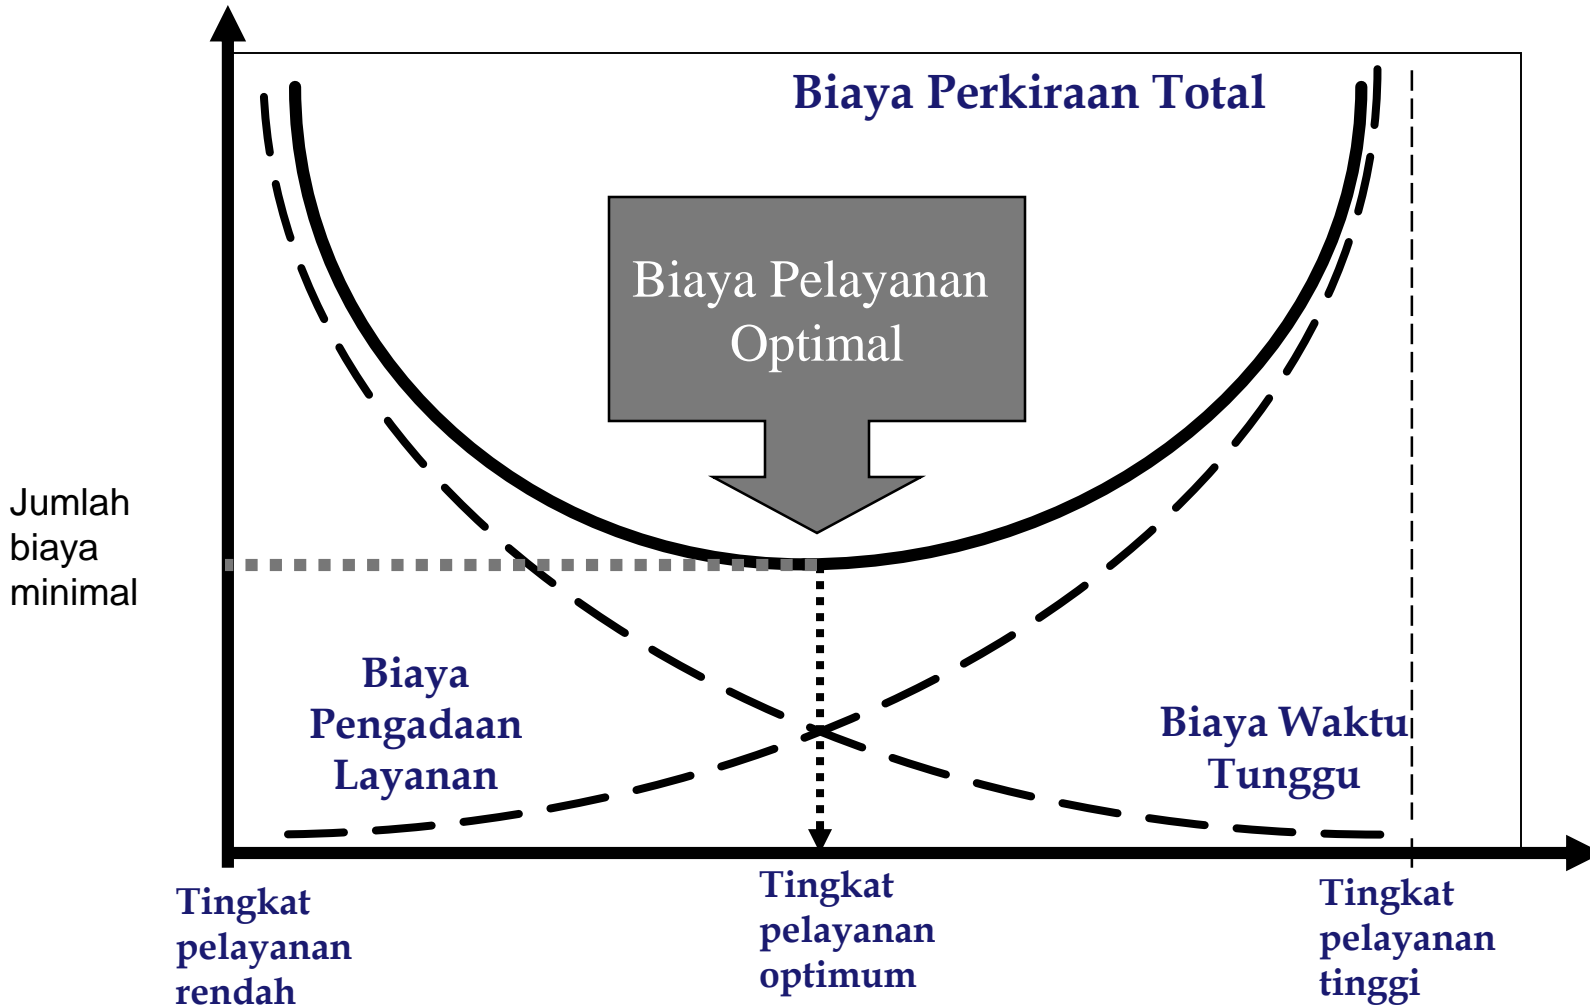 Biaya Perkiraan Total
Biaya Pelayanan
Optimal
Jumlah
biaya
minimal
Biaya
Pengadaan
Layanan
Biaya Waktu
Tunggu
Tingkat
pelayanan
rendah
Tingkat
pelayanan
optimum
Tingkat
pelayanan
tinggi